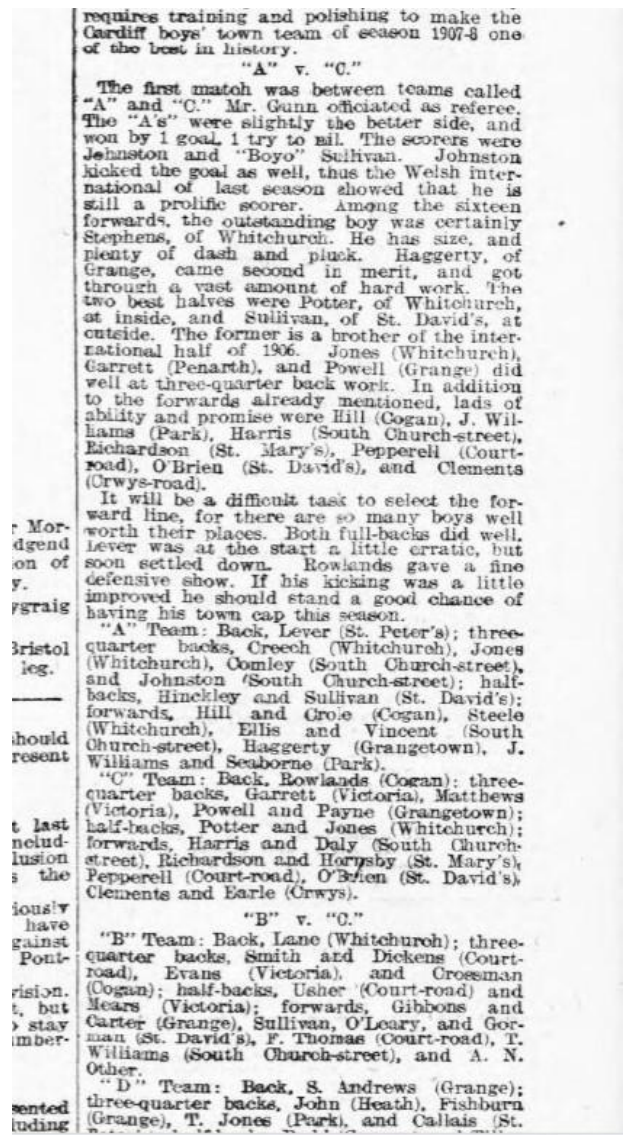 requires training and polishing to make the
Cardiff boys' town team of season 1907-8 one
of the best in history.
"A" v. "C."
The first match was between teams called
"A" and "C." Mr. Gunn officiated as referee.
The "A's" were slightly the better side, and
won by 1 goal, 1 try to nil. The scorers were
Johnston and "Boyo" Sullivan. Johnston
kicked the goal as well, thus the Welsh inter-
national of last season showed that he is
still a prolific scorer. Among the sixteen
forwards, the outstanding boy was certainly
Stephens, of Whitchurch. He has size, and
plenty of dash and pluck. Haggerty, of
Grange, came second in merit, and got
through a vast amount of hard work. The
two best halves were Potter, of Whitchurch,
at inside, and Sullivan, of St. David's, at
outside. The former is a brother of the inter-
national half of 1906. Jones (Whitchurch),
Garrett (Penarth), and Powell (Grange) did
well at three-quarter back work. In addition
to the forwards already mentioned, lads of
ability and promise were Hill (Cogan), J. Wil-
liams (Park), Harris (South Church-street),
Richardson (St. Mary's), Pepperell (Court-
road), O'Brien (St. David's), and Clements
(Crwys-road).
It will be a difficult task to select the for-
ward line, for there are so many boys well
worth their places. Both full-backs did well.
Lever was at the start a little erratic, but
soon settled down. Rowlands gave a fine
defensive show. If his kicking was a little
improved he should stand a good chance of
having his town cap this season.
"A" Team: Back, Lever (St. Peter's); three-
quarter backs, Creech (Whitchurch), Jones
(Whitchurch), Comley (South Church-street),
and Johnston (South Church-street); half-
backs, Hinckley and Sullivan (St. David's);
forwards, Hill and Crole (Cogan), Steele
(Whitchurch), Ellis and Vincent (South
Church-street), Haggerty (Grangetown), J.
Williams and Seaborne (Park).
"C" Team: Back, Rowlands (Cogan); three-
quarter backs, Garrett (Victoria), Matthews
(Victoria), Powell and Payne (Grangetown);
half-backs, Potter and Jones (Whitchurch);
forwards, Harris and Daly (South Church-
street), Richardson and Hornsby (St. Mary's),
Pepperell (Court-road), O'Brien (St. David's),
Clements and Earle (Crwys).
"B" v. "C."
"B" Team: Back, Lane (Whitchurch); three-
quarter backs, Smith and Dickens (Court-
road), Evans (Victoria), and Crossman
(Cogan); half-backs, Usher (Court-road) and
Mears (Victoria); forwards, Gibbons and
Carter (Grange), Sullivan, O'Leary, and Gor-
man (St. David's), F. Thomas (Court-road), T.
Williams (South Church-street), and A. N.
Other.
"D" Team: Back, S. Andrews (Grange);
three-quarter backs, John (Heath), Fishburn
(Grange), T. Jones (Park), and Callais (St.